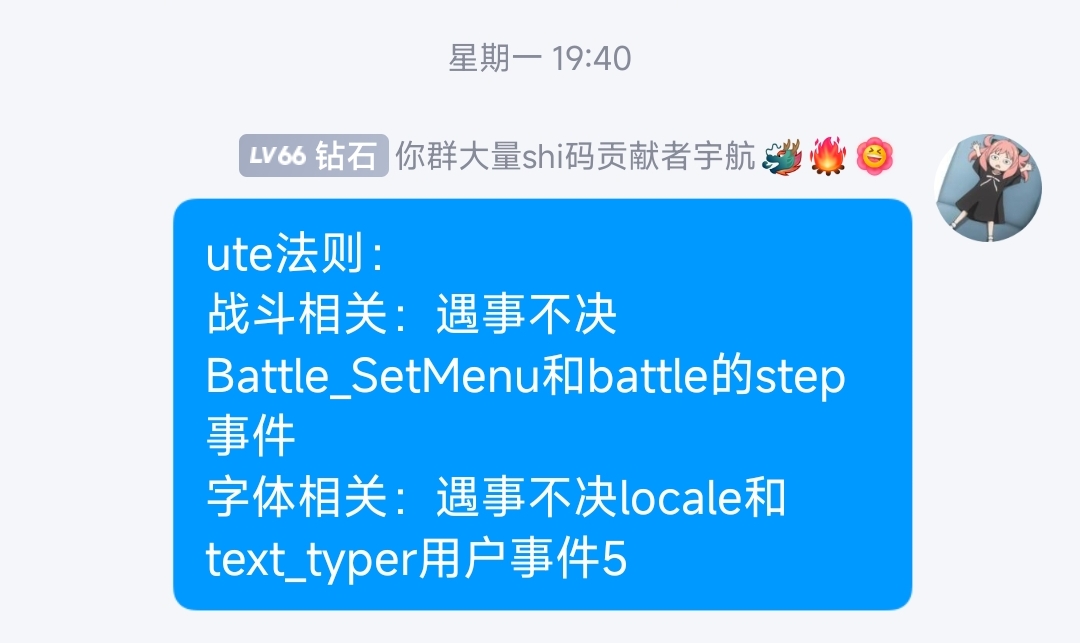 星期一 19:40
LV66 钻石 你群大量shi码贡献者宇航🐲🔥😆
ute法则：
战斗相关：遇事不决
Battle_SetMenu和battle的step
事件
字体相关：遇事不决locale和
text_typer用户事件5